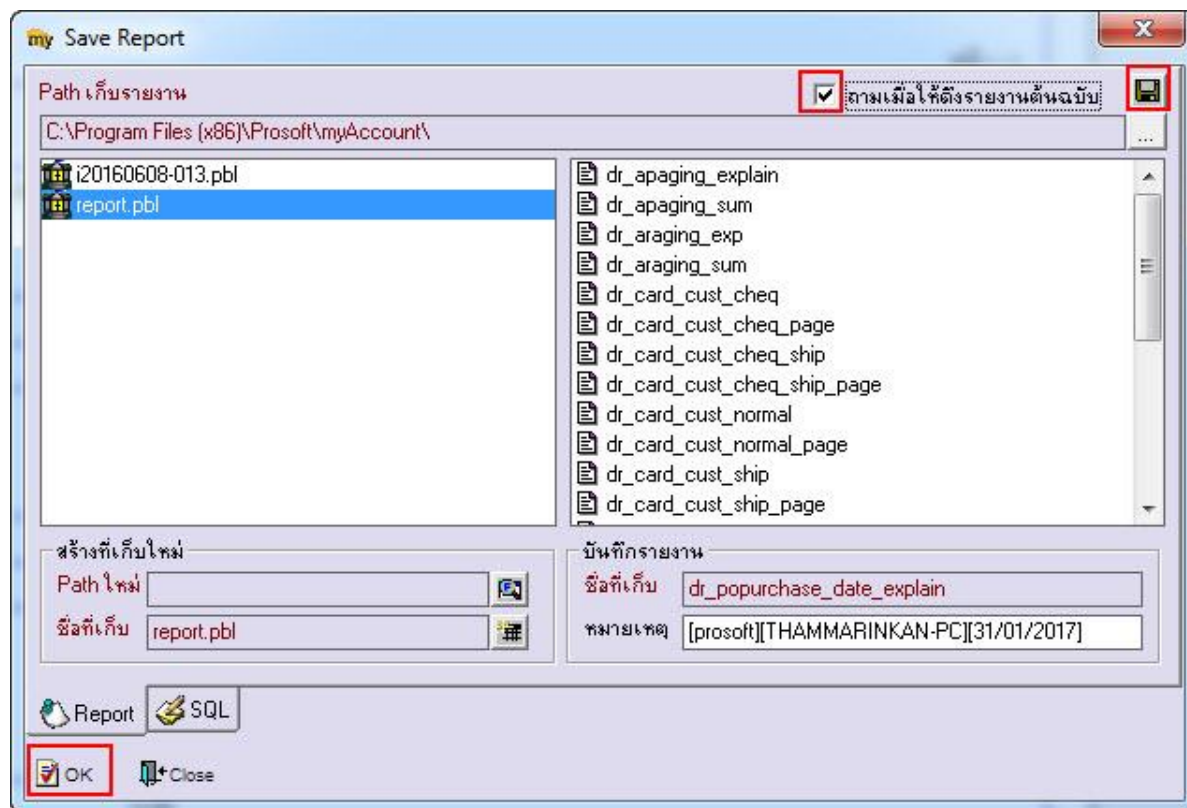 my Save Report
Path เก็บรายงาน
ถามเมื่อให้ดึงรายงานต้นฉบับ
C:\Program Files (x86)\Prosoft\myAccount\
...
i20160608-013.pbl
report.pbl
dr_apaging_explain
dr_apaging_sum
dr_araging_exp
dr_araging_sum
dr_card_cust_cheq
dr_card_cust_cheq_page
dr_card_cust_cheq_ship
dr_card_cust_cheq_ship_page
dr_card_cust_normal
dr_card_cust_normal_page
dr_card_cust_ship
dr_card_cust_ship_page
สร้างที่เก็บใหม่
Path ใหม่
ชื่อที่เก็บ report.pbl
บันทึกรายงาน
ชื่อที่เก็บ dr_popurchase_date_explain
หมายเหตุ [prosoft][THAMMARINKAN-PC][31/01/2017]
Report SQL
OK Close